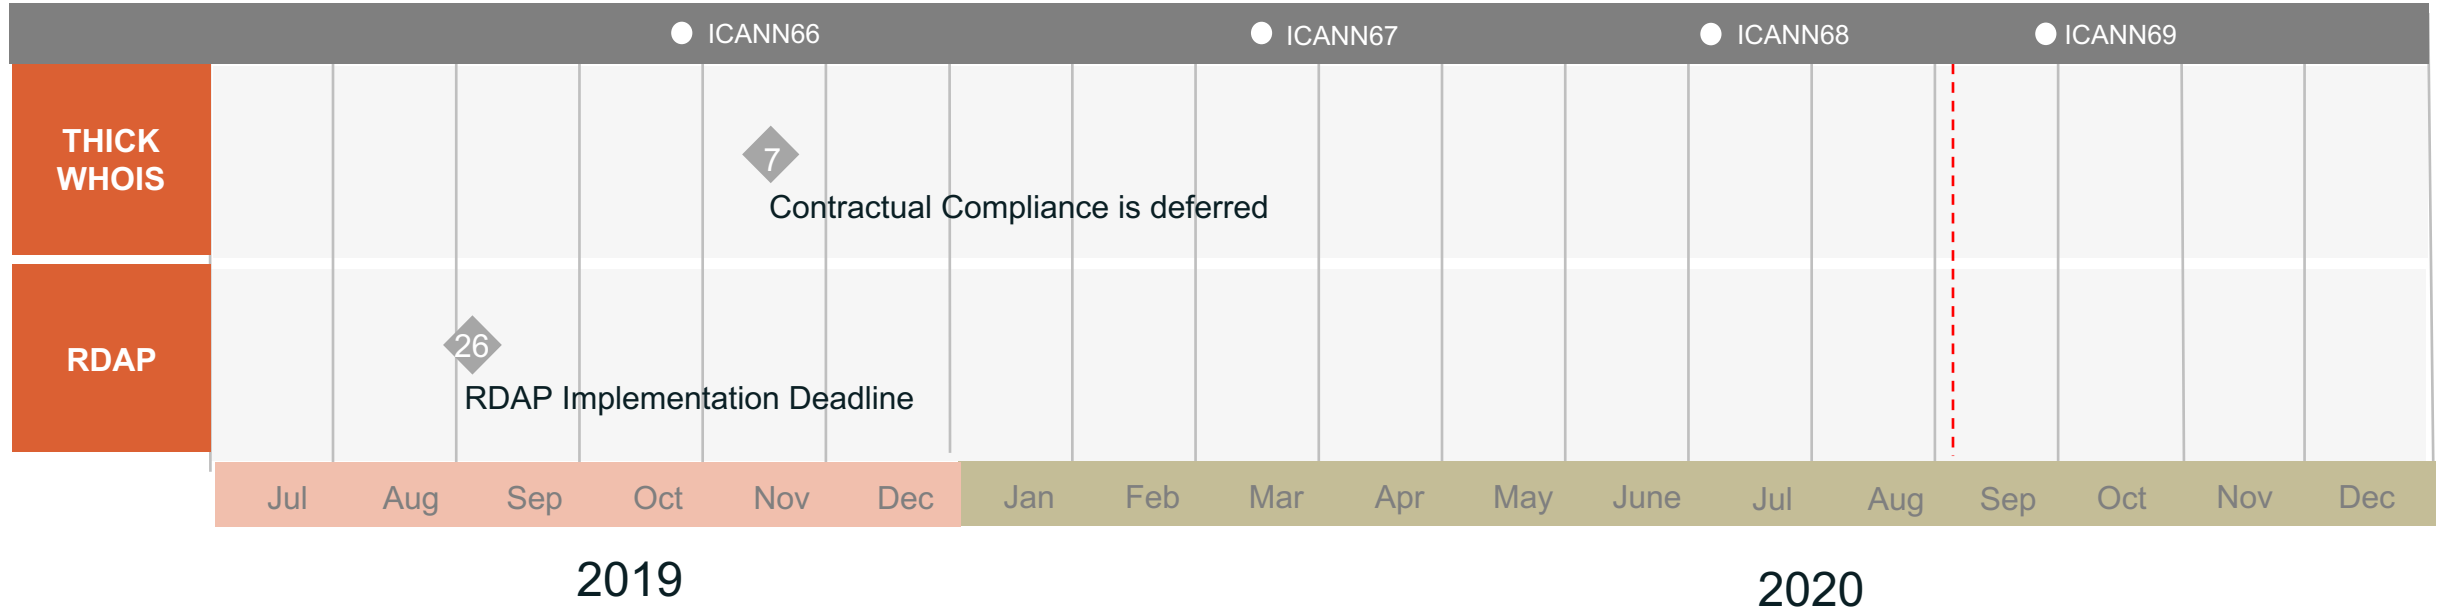 ICANN66 ICANN67 ICANN68 ICANN69
THICK
WHOIS
7
Contractual Compliance is deferred
RDAP
26
RDAP Implementation Deadline
Jul Aug Sep Oct Nov Dec Jan Feb Mar Apr May June Jul Aug Sep Oct Nov Dec
2019 2020